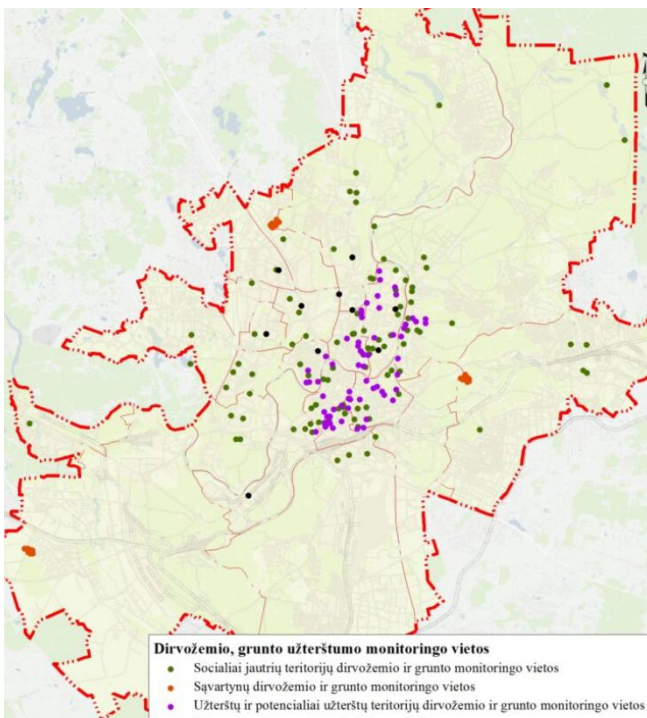 Dirvožemio, grunto užterštumo monitoringo vietos
Socialiai jautrių teritorijų dirvožemio ir grunto monitoringo vietos
Sąvartynų dirvožemio ir grunto monitoringo vietos
Užterštų ir potencialiai užterštų teritorijų dirvožemio ir grunto monitoringo vietos